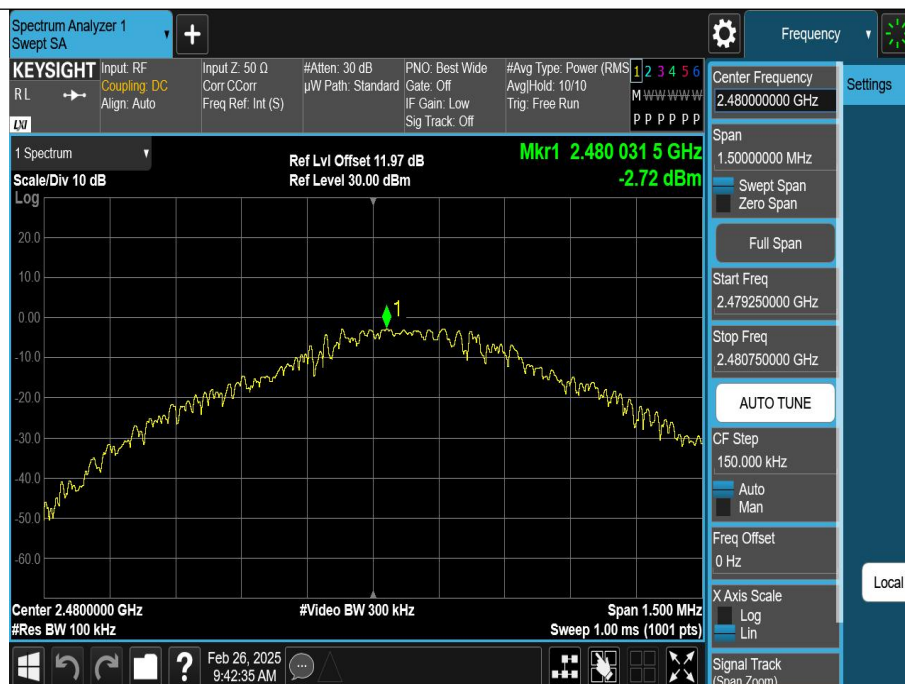 Spectrum Analyzer 1
Swept SA
+
Frequency
KEYSIGHT
RL
LXI
Input: RF
Coupling: DC
Align: Auto
Input Z: 50 Ω
Corr CCorr
Freq Ref: Int (S)
#Atten: 30 dB
µW Path: Standard
PNO: Best Wide
Gate: Off
IF Gain: Low
Sig Track: Off
#Avg Type: Power (RMS
Avg|Hold: 10/10
Trig: Free Run
1 2 3 4 5 6
M W W W W W
P P P P P P
1 Spectrum
Scale/Div 10 dB
Log
Ref Lvl Offset 11.97 dB
Ref Level 30.00 dBm
Mkr1 2.480 031 5 GHz
-2.72 dBm
20.0
10.0
0.00
-10.0
-20.0
-30.0
-40.0
-50.0
-60.0
1
Center 2.4800000 GHz
#Res BW 100 kHz
#Video BW 300 kHz
Span 1.500 MHz
Sweep 1.00 ms (1001 pts)
?
Feb 26, 2025
9:42:35 AM
Center Frequency
2.480000000 GHz
Span
1.50000000 MHz
Swept Span
Zero Span
Full Span
Start Freq
2.479250000 GHz
Stop Freq
2.480750000 GHz
AUTO TUNE
CF Step
150.000 kHz
Auto
Man
Freq Offset
0 Hz
X Axis Scale
Log
Lin
Signal Track
(Span Zoom)
Settings
Local